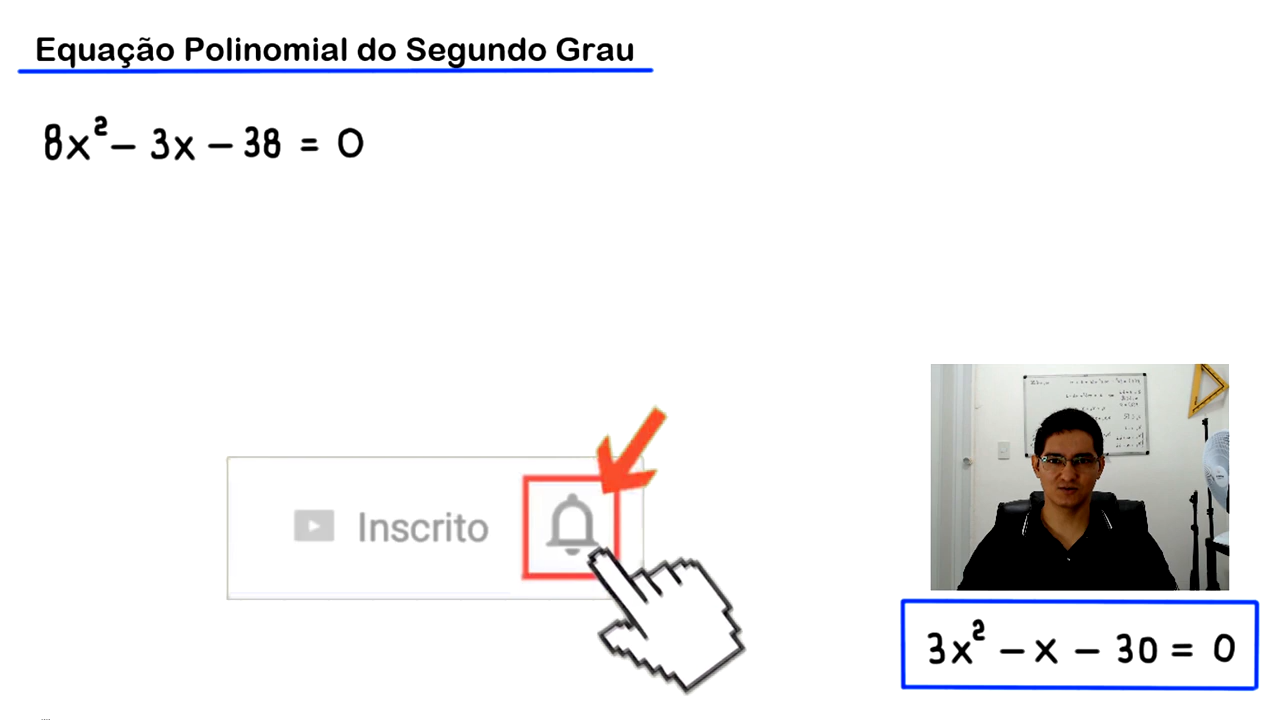 Equação Polinomial do Segundo Grau
8x² – 3x – 38 = 0
Inscrito
3x² – x – 30 = 0